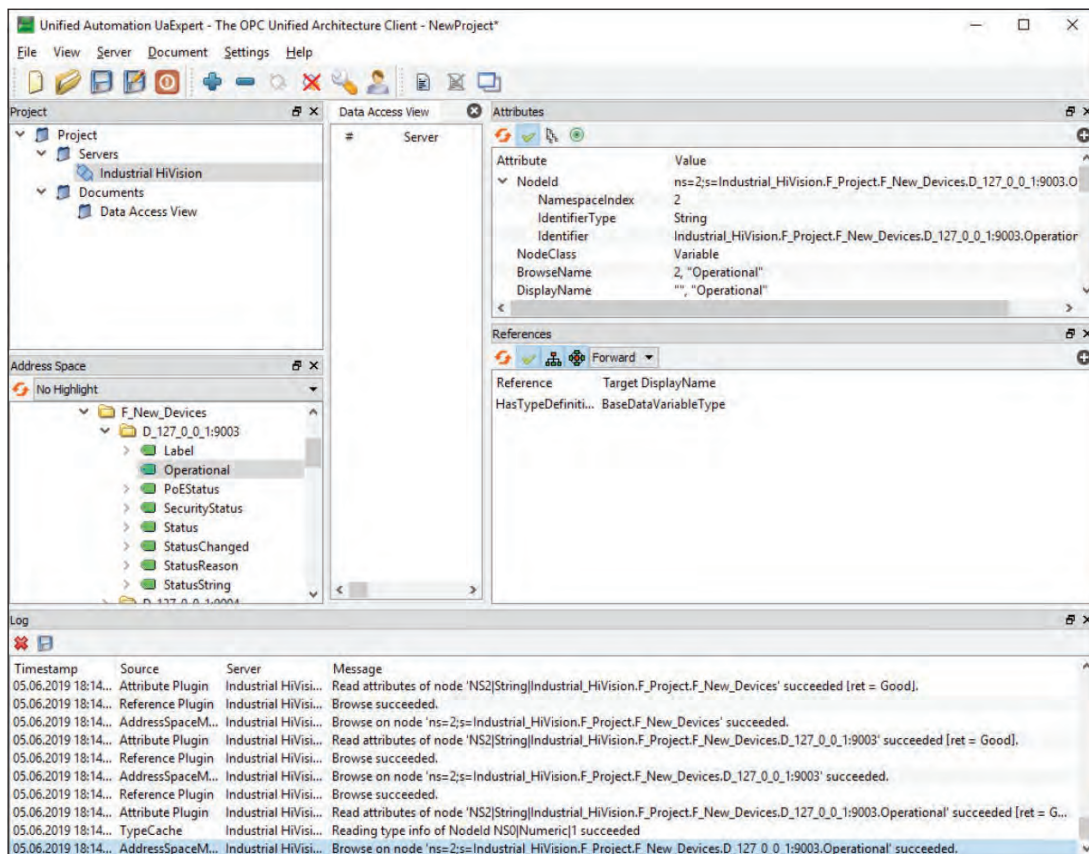 Unified Automation UaExpert - The OPC Unified Architecture Client - NewProject*
File View Server Document Settings Help
Project
Project
Servers
Industrial HiVision
Documents
Data Access View
Address Space
No Highlight
F_New_Devices
D_127_0_0_1:9003
Label
Operational
PoEStatus
SecurityStatus
Status
StatusChanged
StatusReason
StatusString
D_127_0_0_1:9004
Data Access View
# Server
Attributes
Attribute Value
NodeId ns=2;s=Industrial_HiVision.F_Project.F_New_Devices.D_127_0_0_1:9003.O
NamespaceIndex 2
IdentifierType String
Identifier Industrial_HiVision.F_Project.F_New_Devices.D_127_0_0_1:9003.Operation
NodeClass Variable
BrowseName 2, "Operational"
DisplayName "", "Operational"
References
Forward
Reference Target DisplayName
HasTypeDefiniti... BaseDataVariableType
Log
Timestamp Source Server Message
05.06.2019 18:14... Attribute Plugin Industrial HiVisi... Read attributes of node 'NS2|String|Industrial_HiVision.F_Project.F_New_Devices' succeeded [ret = Good].
05.06.2019 18:14... Reference Plugin Industrial HiVisi... Browse succeeded.
05.06.2019 18:14... AddressSpaceM... Industrial HiVisi... Browse on node 'ns=2;s=Industrial_HiVision.F_Project.F_New_Devices' succeeded.
05.06.2019 18:14... Attribute Plugin Industrial HiVisi... Read attributes of node 'NS2|String|Industrial_HiVision.F_Project.F_New_Devices.D_127_0_0_1:9003' succeeded [ret = Good].
05.06.2019 18:14... Reference Plugin Industrial HiVisi... Browse succeeded.
05.06.2019 18:14... AddressSpaceM... Industrial HiVisi... Browse on node 'ns=2;s=Industrial_HiVision.F_Project.F_New_Devices.D_127_0_0_1:9003' succeeded.
05.06.2019 18:14... Reference Plugin Industrial HiVisi... Browse succeeded.
05.06.2019 18:14... Attribute Plugin Industrial HiVisi... Read attributes of node 'NS2|String|Industrial_HiVision.F_Project.F_New_Devices.D_127_0_0_1:9003.Operational' succeeded [ret = G...
05.06.2019 18:14... TypeCache Industrial HiVisi... Reading type info of NodeId NS0|Numeric|1 succeeded
05.06.2019 18:14... AddressSpaceM... Industrial HiVisi... Browse on node 'ns=2;s=Industrial_HiVision.F_Project.F_New_Devices.D_127_0_0_1:9003.Operational' succeeded.